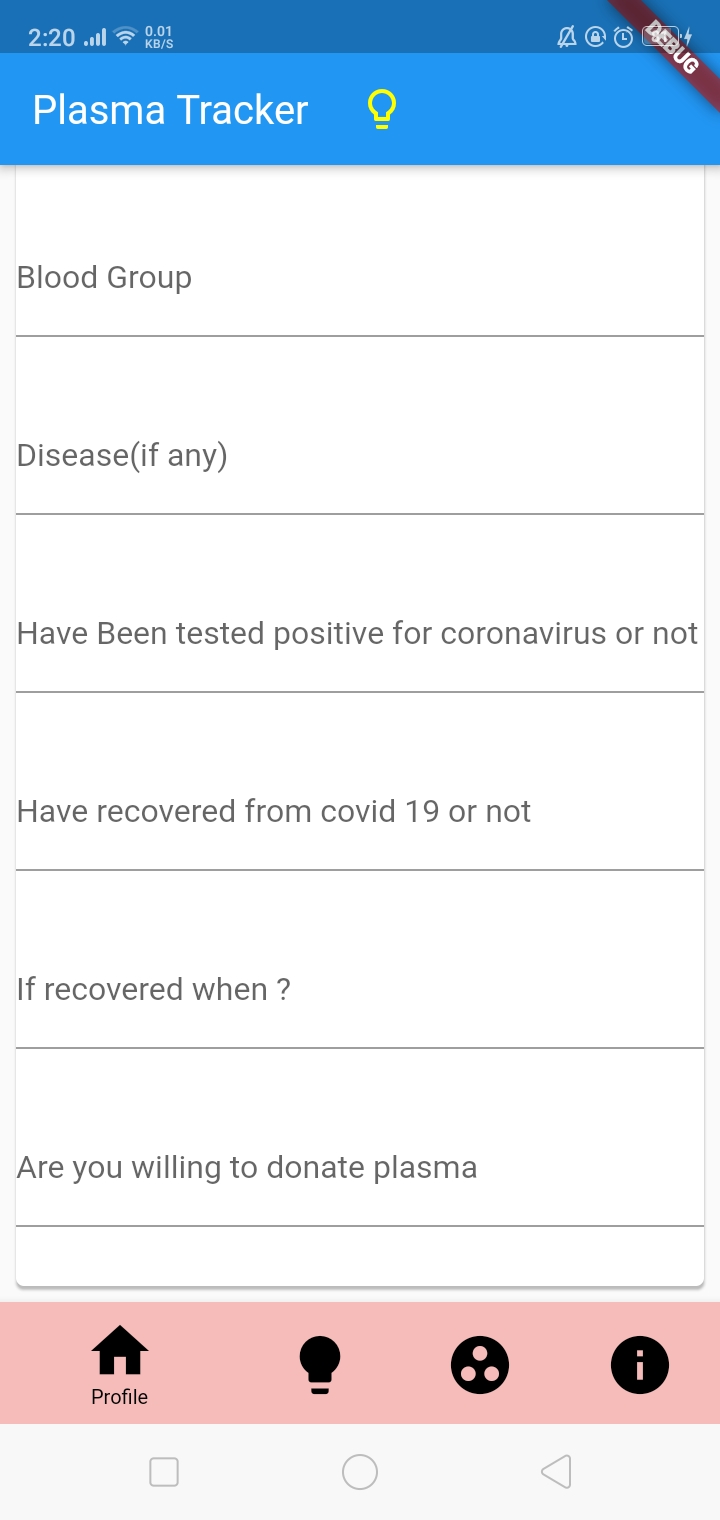 2:20 0.01 KB/S
DEBUG
Plasma Tracker
Blood Group
Disease(if any)
Have Been tested positive for coronavirus or not
Have recovered from covid 19 or not
If recovered when ?
Are you willing to donate plasma
Profile